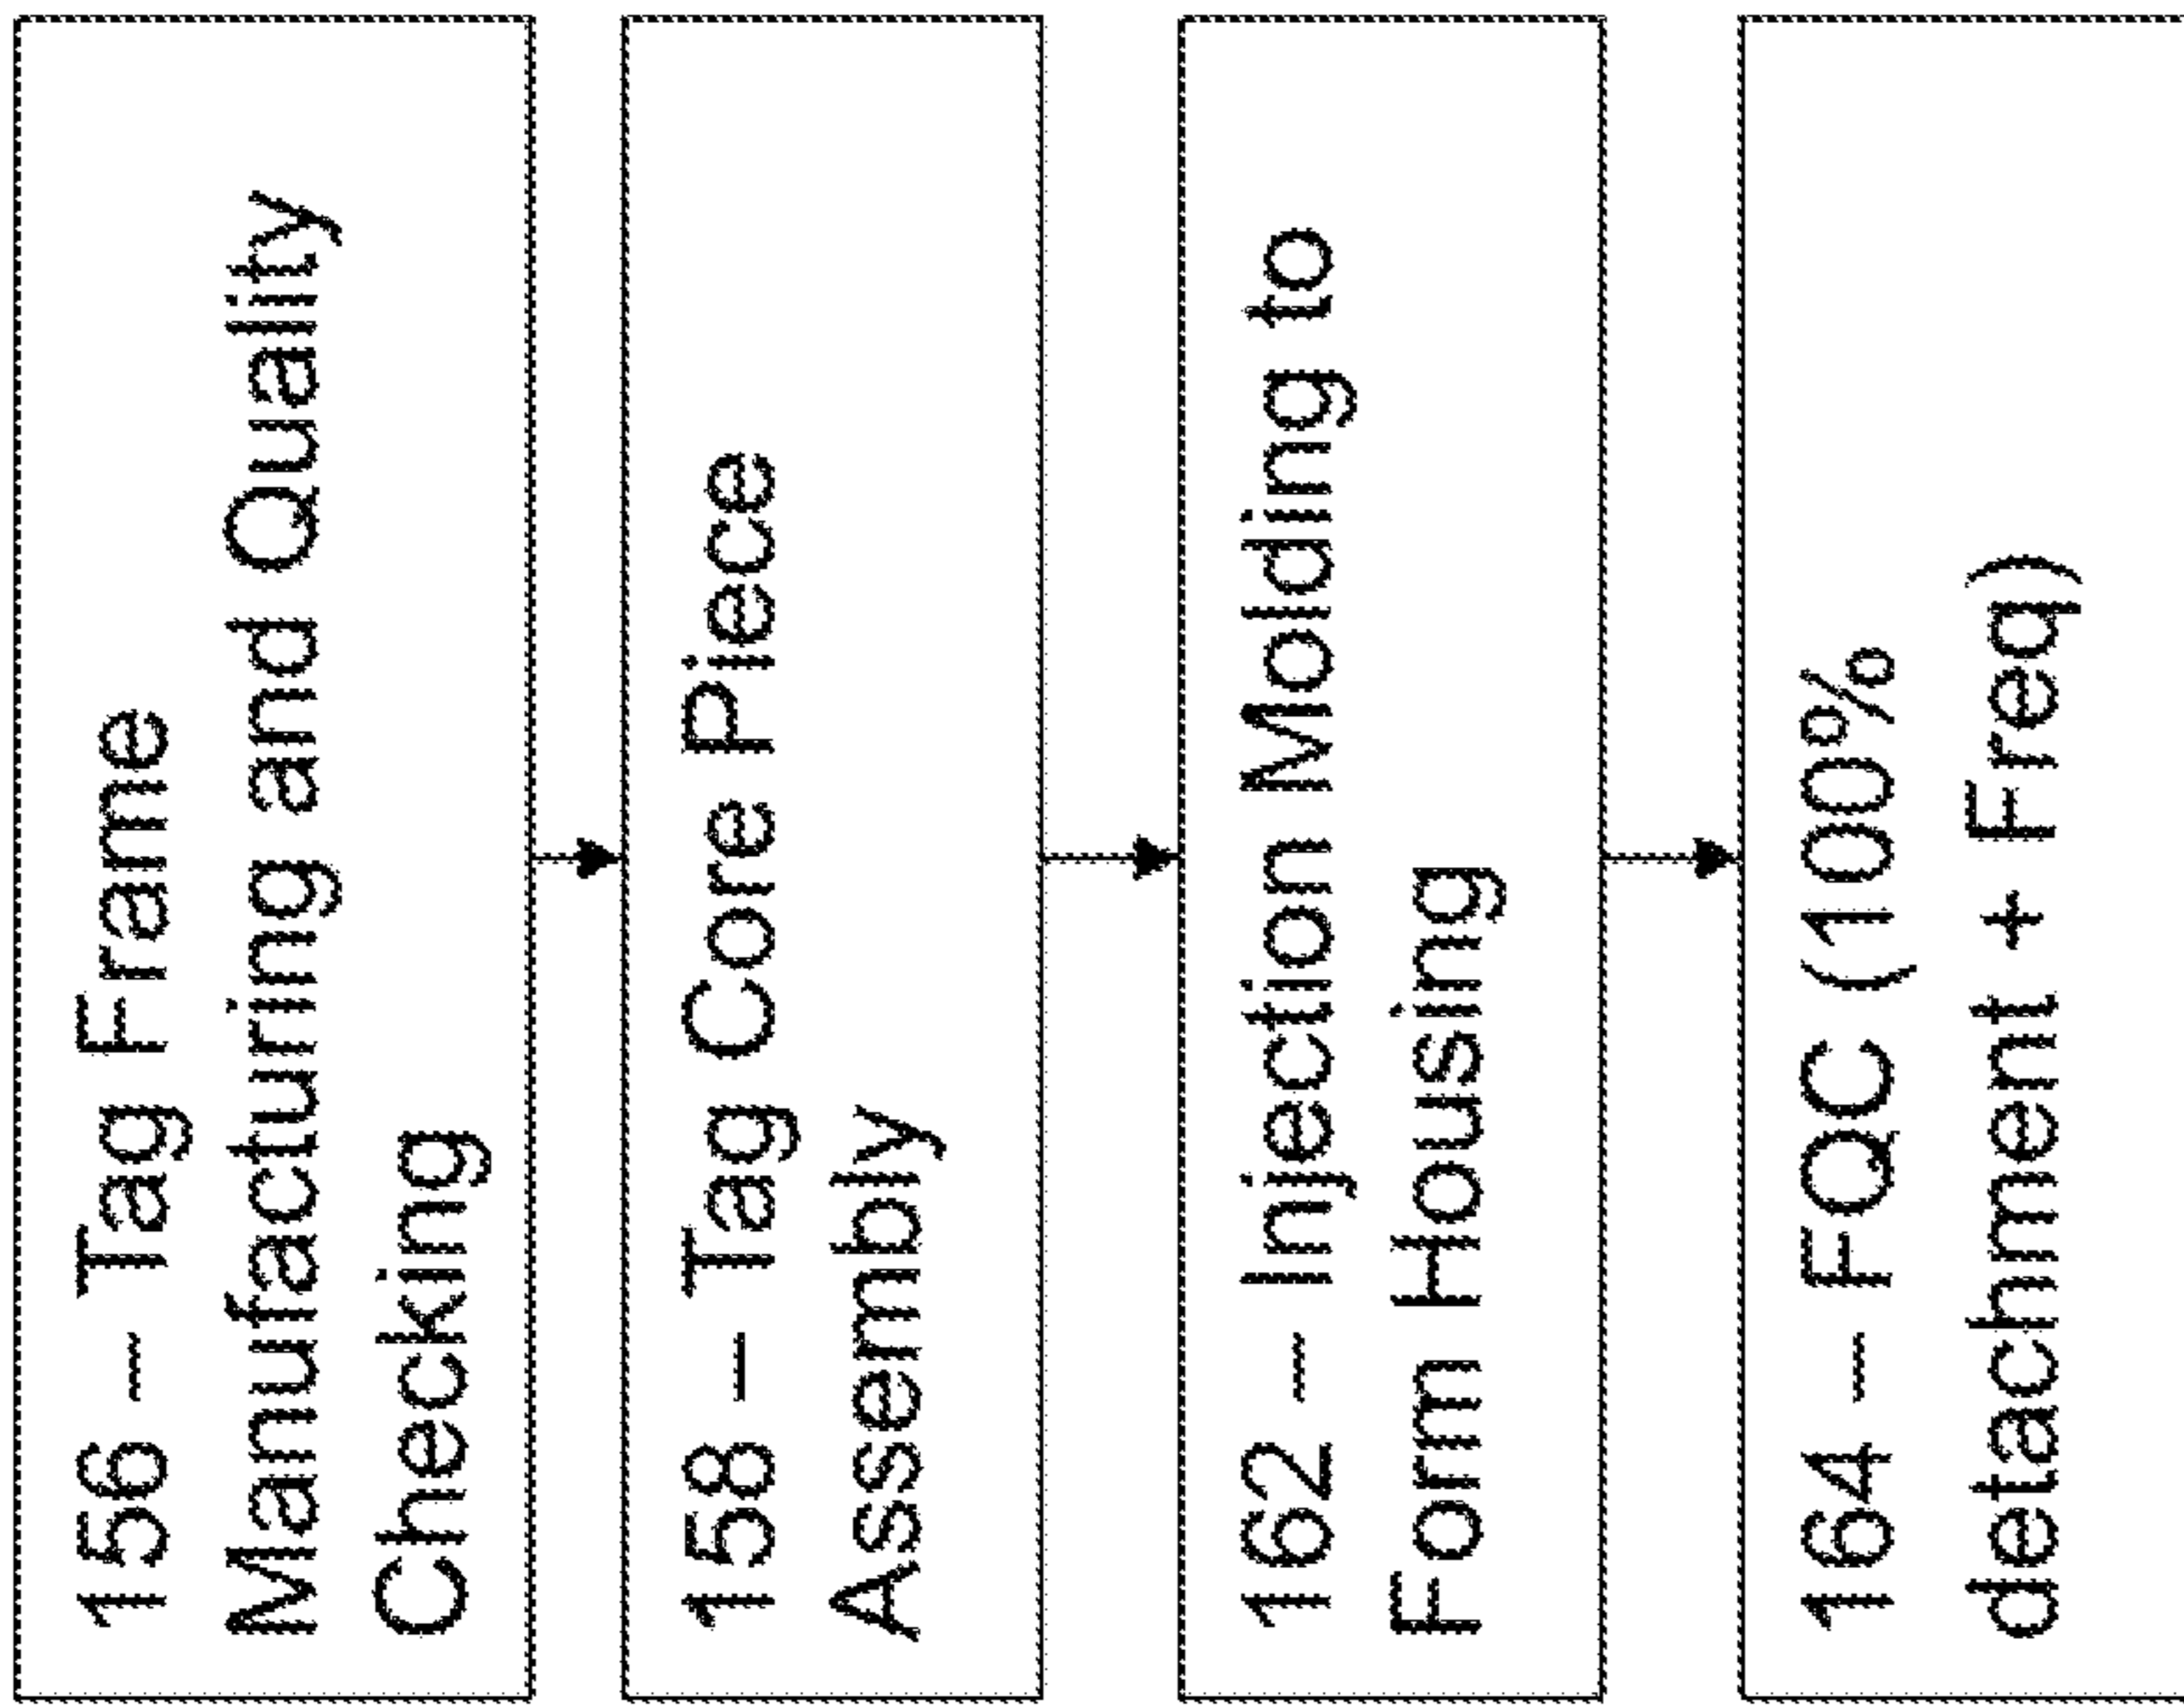 156 – Tag Frame
Manufacturing and Quality
Checking
158 – Tag Core Piece
Assembly
162 – Injection Molding to
Form Housing
164 – FQC (100%
detachment + Freq)